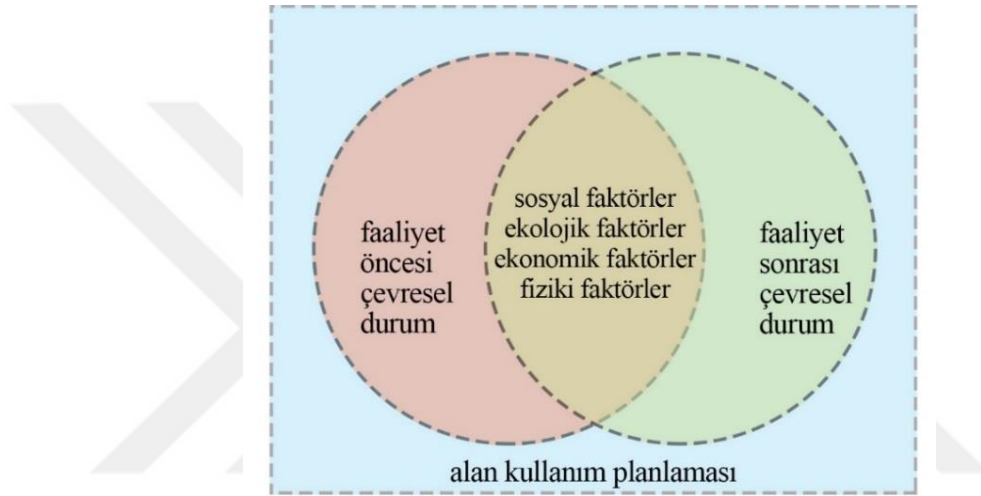 faaliyet
öncesi
çevresel
durum
sosyal faktörler
ekolojik faktörler
ekonomik faktörler
fiziki faktörler
faaliyet
sonrası
çevresel
durum
alan kullanım planlaması